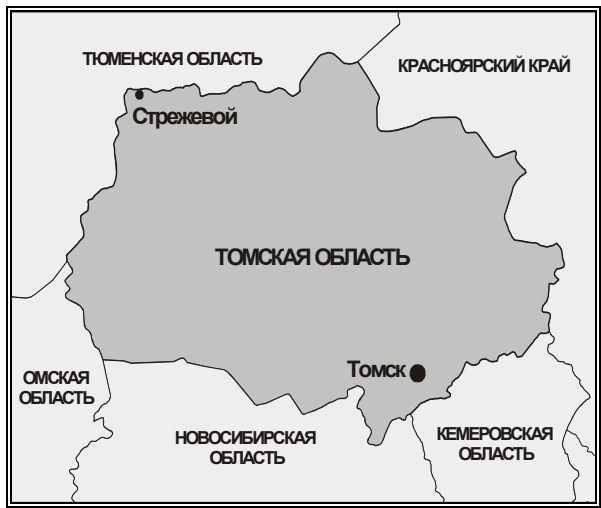 ТЮМЕНСКАЯ ОБЛАСТЬ
КРАСНОЯРСКИЙ КРАЙ
Стрежевой
ТОМСКАЯ ОБЛАСТЬ
Томск
ОМСКАЯ
ОБЛАСТЬ
НОВОСИБИРСКАЯ
ОБЛАСТЬ
КЕМЕРОВСКАЯ
ОБЛАСТЬ